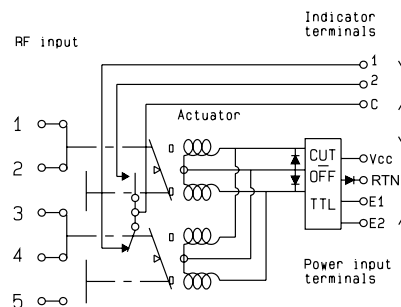 Indicator
terminals
RF input
1
2
C
Actuator
1
2
3
4
5
CUT
OFF
TTL
Vcc
RTN
E1
E2
Power input
terminals